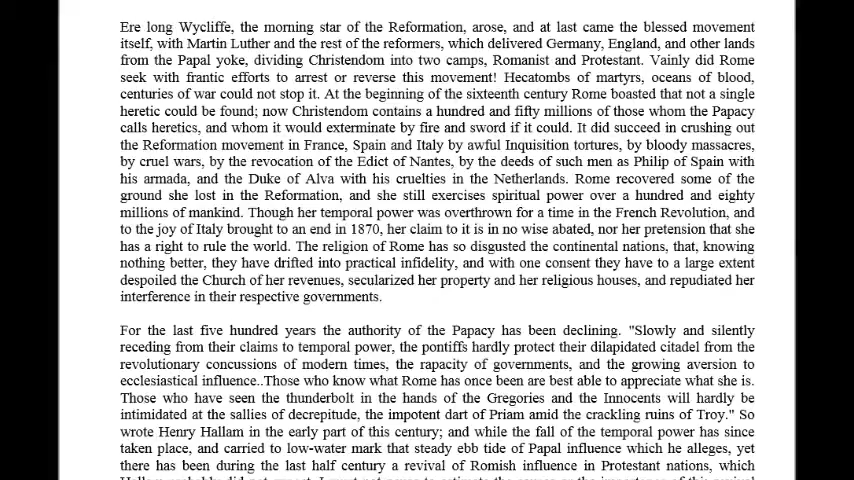 Ere long Wycliffe, the morning star of the Reformation, arose, and at last came the blessed movement
itself, with Martin Luther and the rest of the reformers, which delivered Germany, England, and other lands
from the Papal yoke, dividing Christendom into two camps, Romanist and Protestant. Vainly did Rome
seek with frantic efforts to arrest or reverse this movement! Hecatombs of martyrs, oceans of blood,
centuries of war could not stop it. At the beginning of the sixteenth century Rome boasted that not a single
heretic could be found; now Christendom contains a hundred and fifty millions of those whom the Papacy
calls heretics, and whom it would exterminate by fire and sword if it could. It did succeed in crushing out
the Reformation movement in France, Spain and Italy by awful Inquisition tortures, by bloody massacres,
by cruel wars, by the revocation of the Edict of Nantes, by the deeds of such men as Philip of Spain with
his armada, and the Duke of Alva with his cruelties in the Netherlands. Rome recovered some of the
ground she lost in the Reformation, and she still exercises spiritual power over a hundred and eighty
millions of mankind. Though her temporal power was overthrown for a time in the French Revolution, and
to the joy of Italy brought to an end in 1870, her claim to it is in no wise abated, nor her pretension that she
has a right to rule the world. The religion of Rome has so disgusted the continental nations, that, knowing
nothing better, they have drifted into practical infidelity, and with one consent they have to a large extent
despoiled the Church of her revenues, secularized her property and her religious houses, and repudiated her
interference in their respective governments.
For the last five hundred years the authority of the Papacy has been declining. "Slowly and silently
receding from their claims to temporal power, the pontiffs hardly protect their dilapidated citadel from the
revolutionary concussions of modern times, the rapacity of governments, and the growing aversion to
ecclesiastical influence..Those who know what Rome has once been are best able to appreciate what she is.
Those who have seen the thunderbolt in the hands of the Gregories and the Innocents will hardly be
intimidated at the sallies of decrepitude, the impotent dart of Priam amid the crackling ruins of Troy." So
wrote Henry Hallam in the early part of this century; and while the fall of the temporal power has since
taken place, and carried to low-water mark that steady ebb tide of Papal influence which he alleges, yet
there has been during the last half century a revival of Romish influence in Protestant nations, which